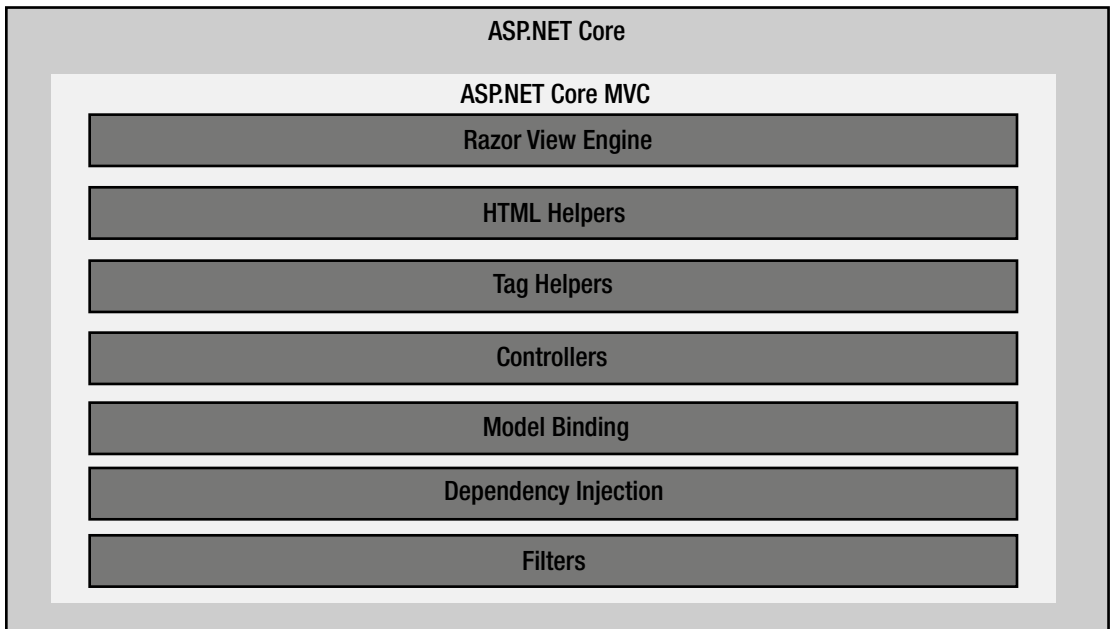 ASP.NET Core
ASP.NET Core MVC
Razor View Engine
HTML Helpers
Tag Helpers
Controllers
Model Binding
Dependency Injection
Filters